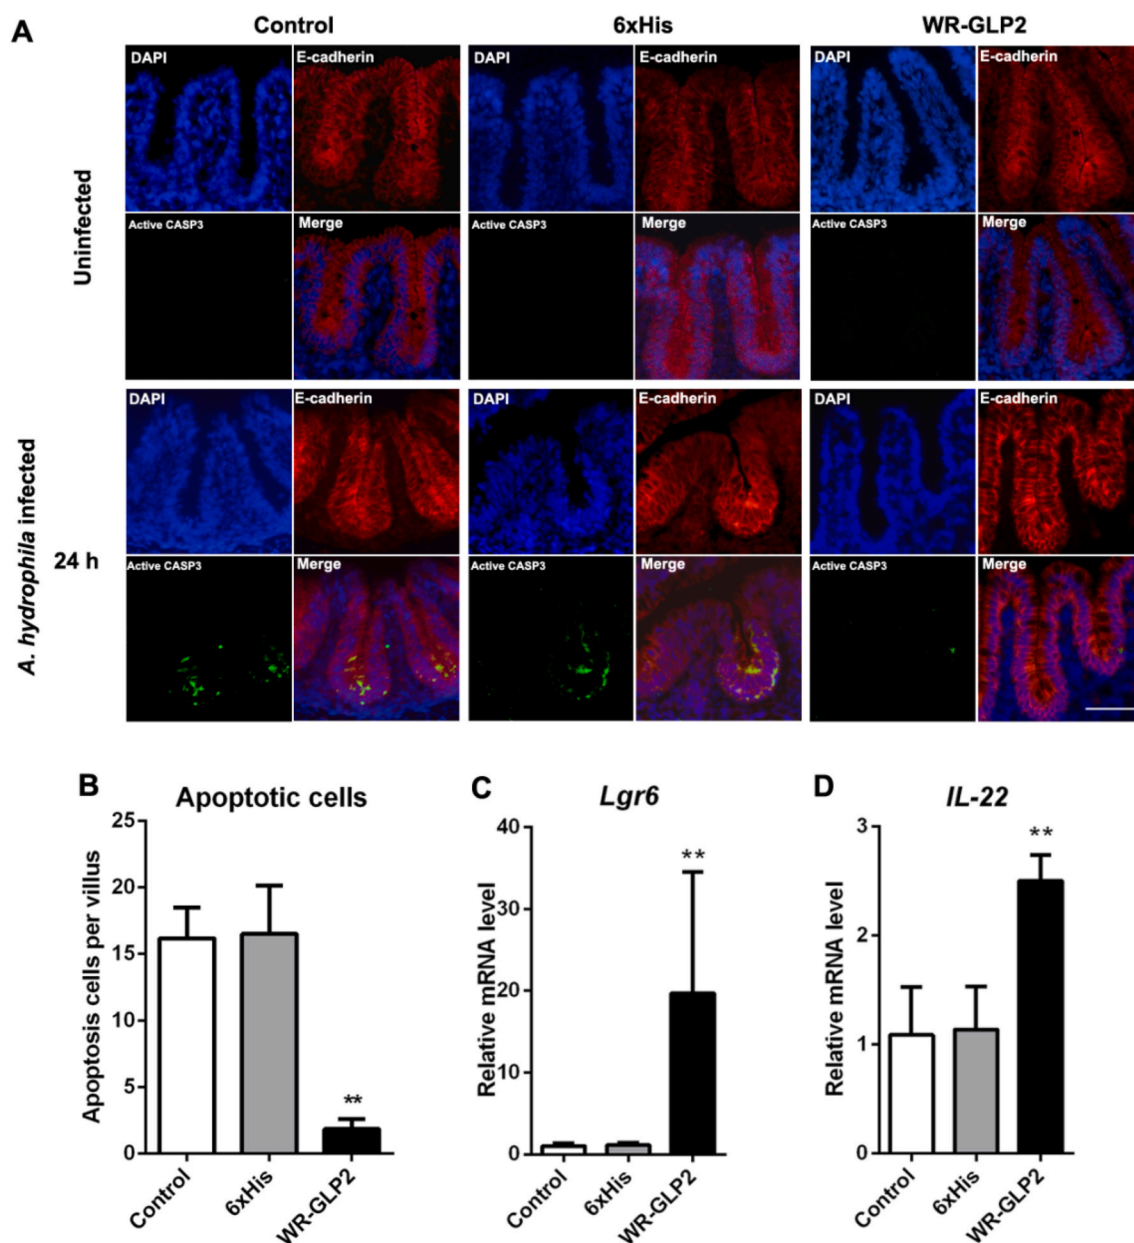 A
Control 6xHis WR-GLP2
Uninfected
DAPI E-cadherin DAPI E-cadherin DAPI E-cadherin
Active CASP3 Merge Active CASP3 Merge Active CASP3 Merge
A. hydrophila infected
24 h
DAPI E-cadherin DAPI E-cadherin DAPI E-cadherin
Active CASP3 Merge Active CASP3 Merge Active CASP3 Merge
B
Apoptotic cells
Apoptosis cells per villus
25
20
15
10
5
0
**
Control
6xHis
WR-GLP2
C
Lgr6
Relative mRNA level
40
30
20
10
0
**
Control
6xHis
WR-GLP2
D
IL-22
Relative mRNA level
3
2
1
0
**
Control
6xHis
WR-GLP2